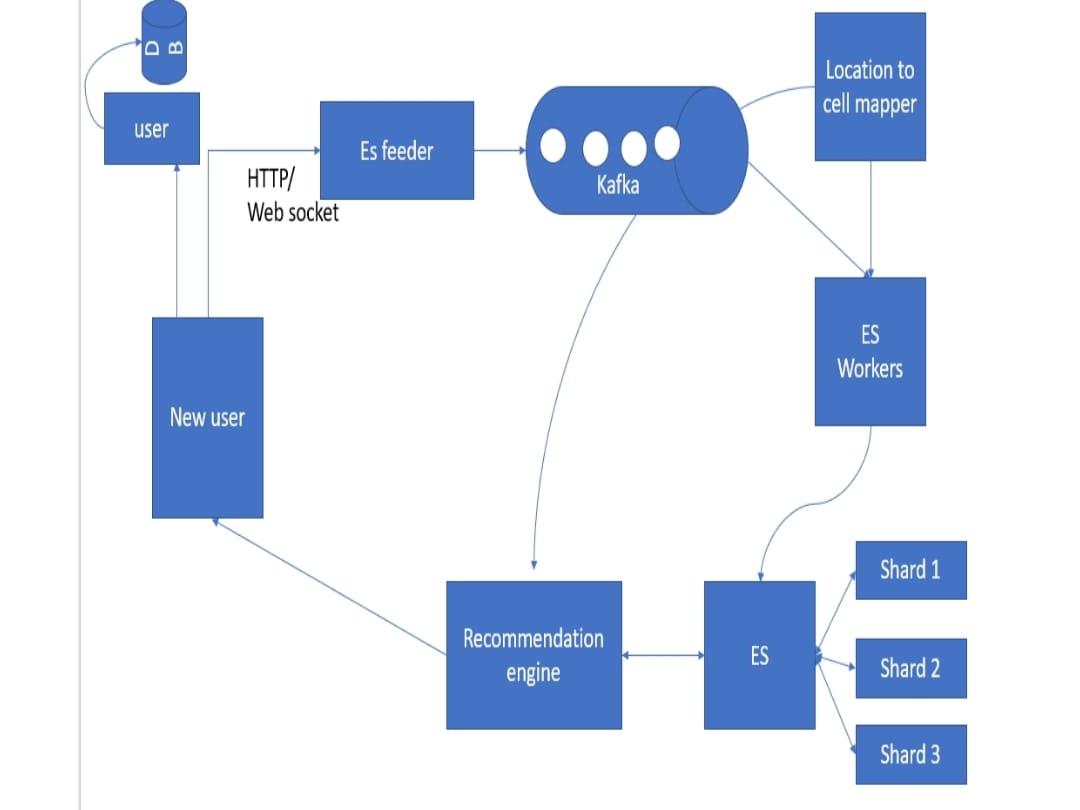 D
B
user
HTTP/
Web socket
Es feeder
Kafka
Location to
cell mapper
ES
Workers
New user
Recommendation
engine
ES
Shard 1
Shard 2
Shard 3